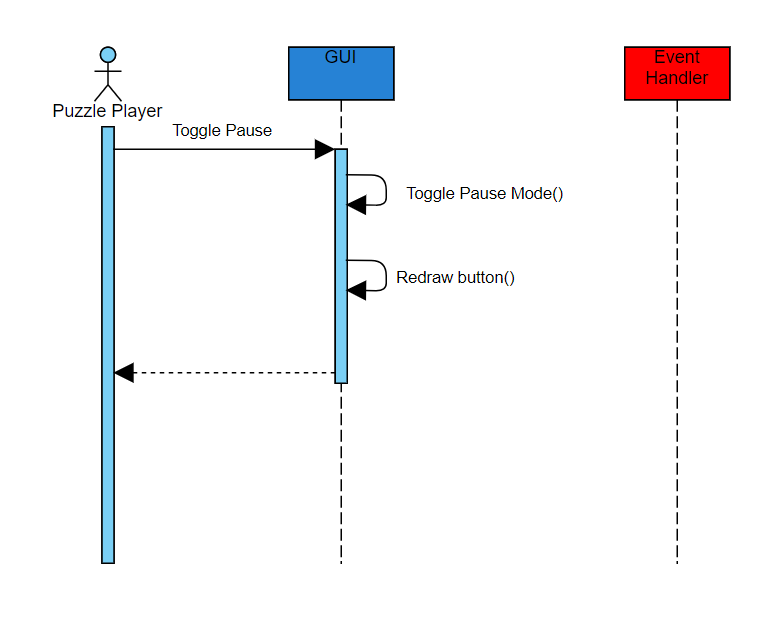 GUI
Event
Handler
Puzzle Player
Toggle Pause
Toggle Pause Mode()
Redraw button()